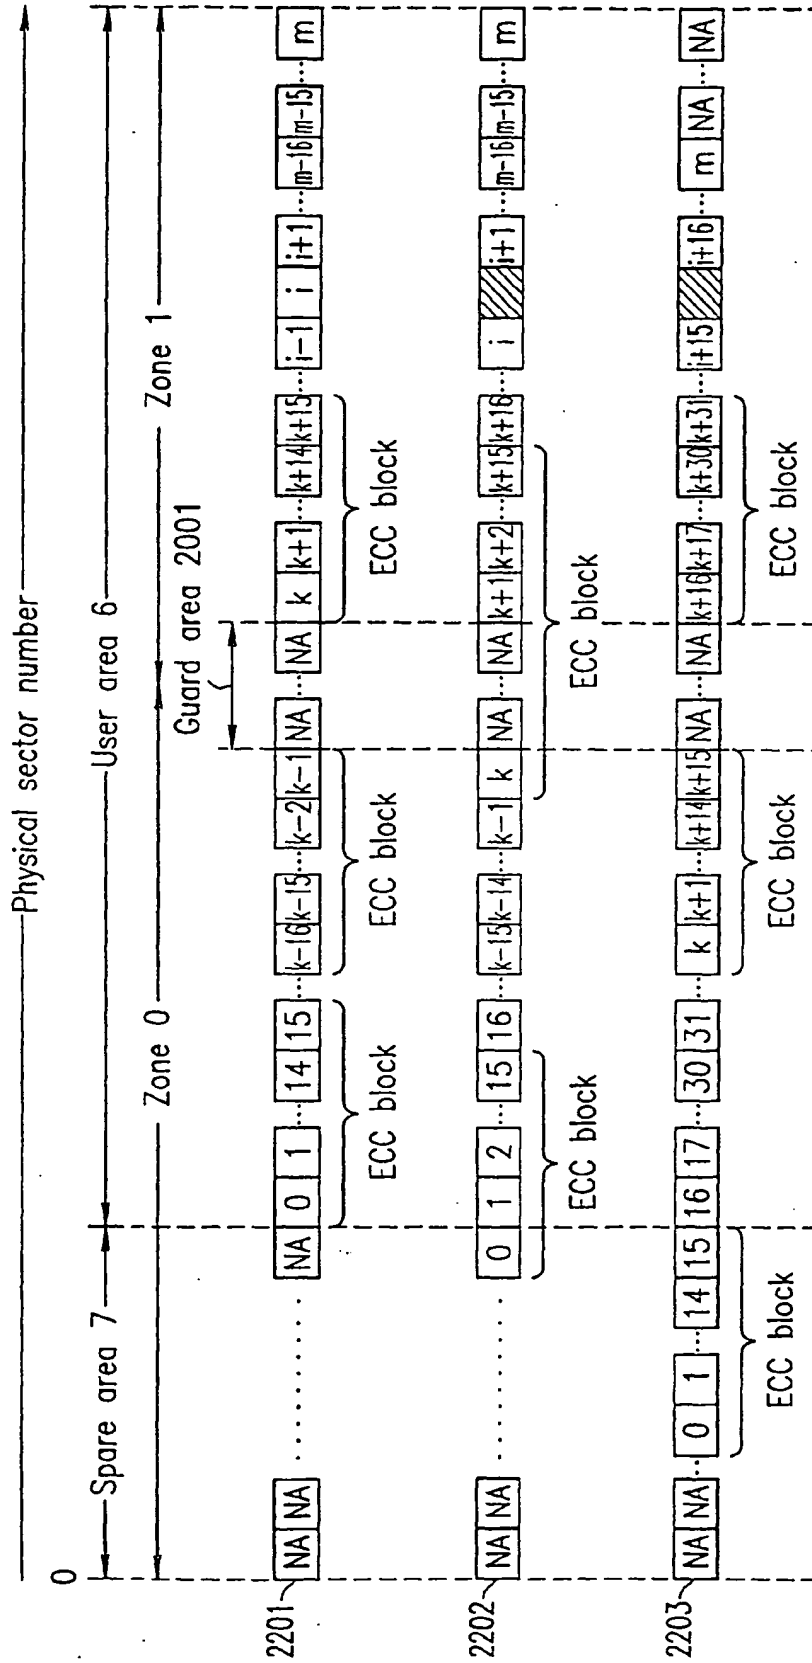 Physical sector number
0
Spare area 7
User area 6
Zone 0
Zone 1
Guard area 2001
2201
NA NA ........ NA 0 1 ... 14 15 ... k-16 k-15 ... k-2 k-1 NA ... NA k k+1 ... k+14 k+15 ... i-1 i i+1 ... m-16 m-15 ... m
ECC block
ECC block
ECC block
2202
NA NA ........ 0 1 2 ... 15 16 ... k-15 k-14 ... k-1 k NA ... NA k+1 k+2 ... k+15 k+16 ... i i+1 ... m-16 m-15 ... m
ECC block
ECC block
2203
NA NA ... 0 1 ... 14 15 16 17 ... 30 31 ... k k+1 ... k+14 k+15 NA ... NA k+16 k+17 ... k+30 k+31 ... i+15 i+16 ... m NA ... NA
ECC block
ECC block
ECC block